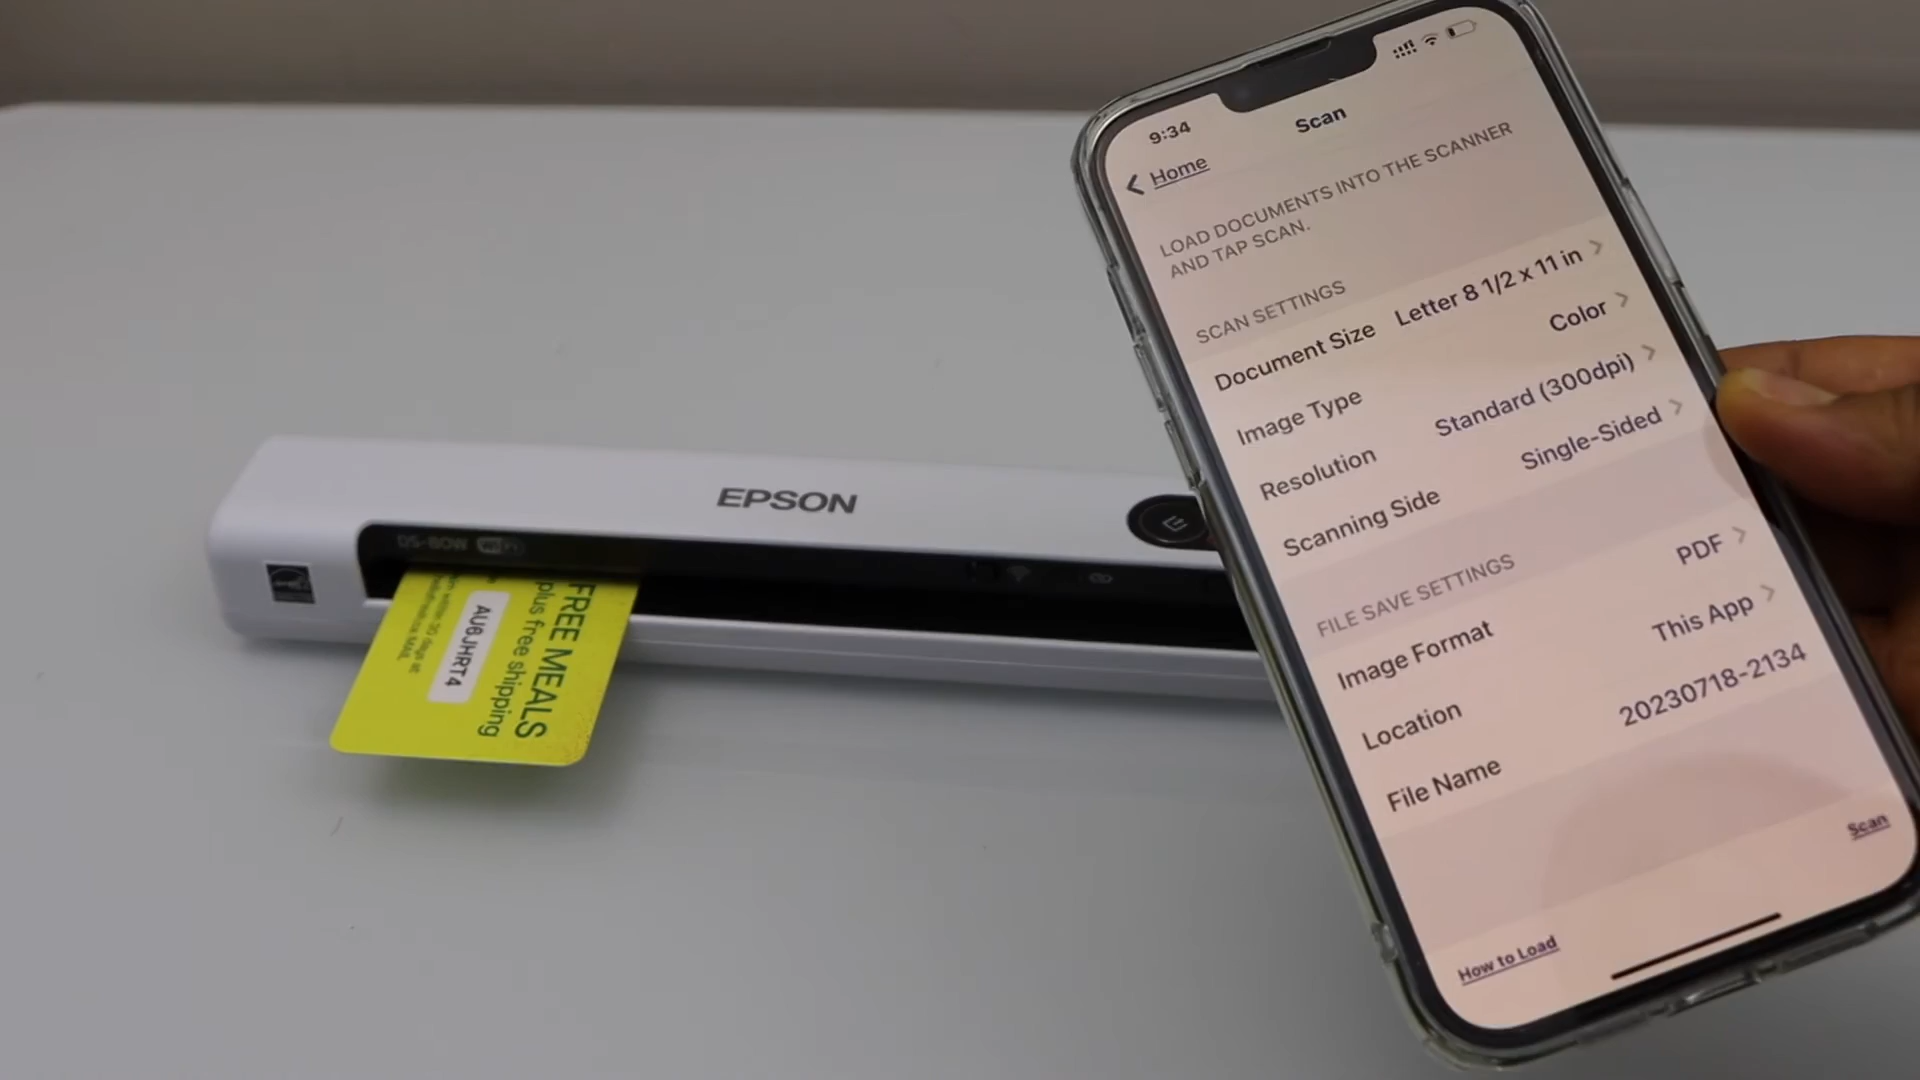 EPSON
FREE MEALS
plus free shipping
AU6JHRT4
9:34
Scan
Home
LOAD DOCUMENTS INTO THE SCANNER
AND TAP SCAN.
SCAN SETTINGS
Document Size Letter 8 1/2 x 11 in
Image Type Color
Resolution Standard (300dpi)
Scanning Side Single-Sided
FILE SAVE SETTINGS
Image Format PDF
Location This App
File Name 20230718-2134
Scan
How to Load